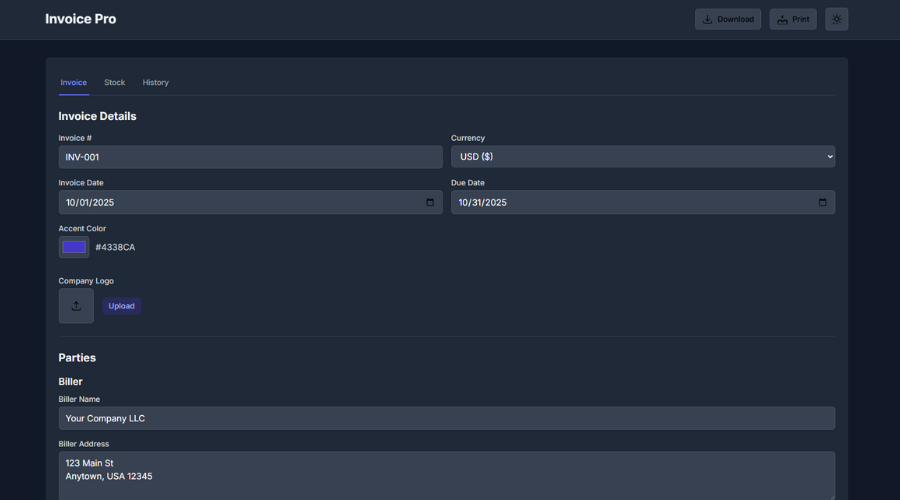 Invoice Pro
Download Print
Invoice Stock History
Invoice Details
Invoice # Currency
INV-001 USD ($)
Invoice Date Due Date
10/01/2025 10/31/2025
Accent Color
#4338CA
Company Logo
Upload
Parties
Biller
Biller Name
Your Company LLC
Biller Address
123 Main St
Anytown, USA 12345